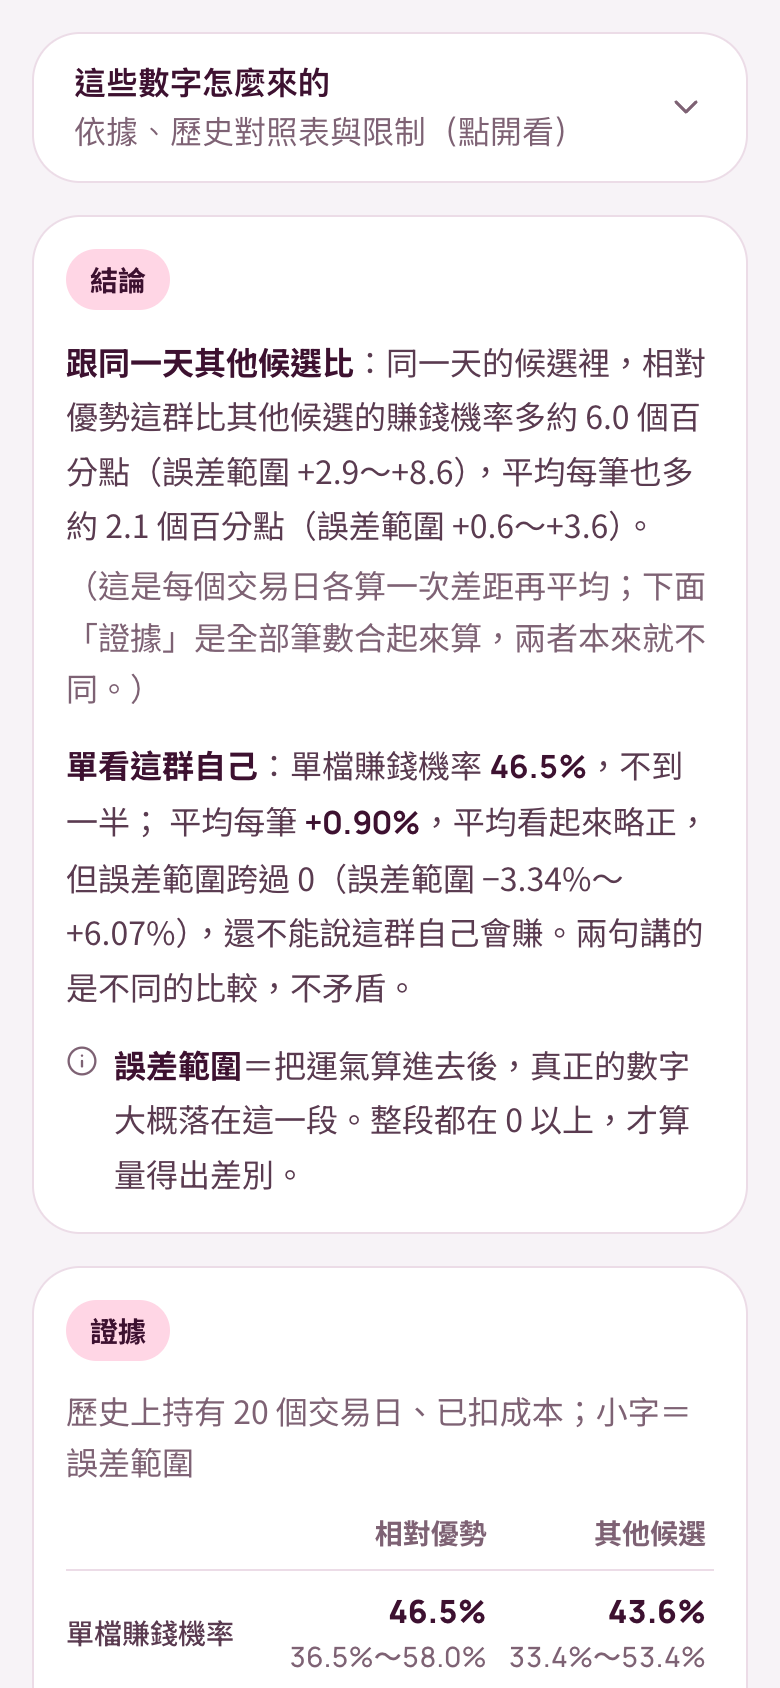 這些數字怎麼來的
依據、歷史對照表與限制（點開看）
結論
跟同一天其他候選比：同一天的候選裡，相對
優勢這群比其他候選的賺錢機率多約 6.0 個百
分點（誤差範圍 +2.9～+8.6），平均每筆也多
約 2.1 個百分點（誤差範圍 +0.6～+3.6）。
（這是每個交易日各算一次差距再平均；下面
「證據」是全部筆數合起來算，兩者本來就不
同。）
單看這群自己：單檔賺錢機率 46.5%，不到
一半； 平均每筆 +0.90%，平均看起來略正，
但誤差範圍跨過 0（誤差範圍 −3.34%～
+6.07%），還不能說這群自己會賺。兩句講的
是不同的比較，不矛盾。
誤差範圍＝把運氣算進去後，真正的數字
大概落在這一段。整段都在 0 以上，才算
量得出差別。
證據
歷史上持有 20 個交易日、已扣成本；小字＝
誤差範圍
相對優勢 其他候選
單檔賺錢機率 46.5% 43.6%
36.5%～58.0% 33.4%～53.4%